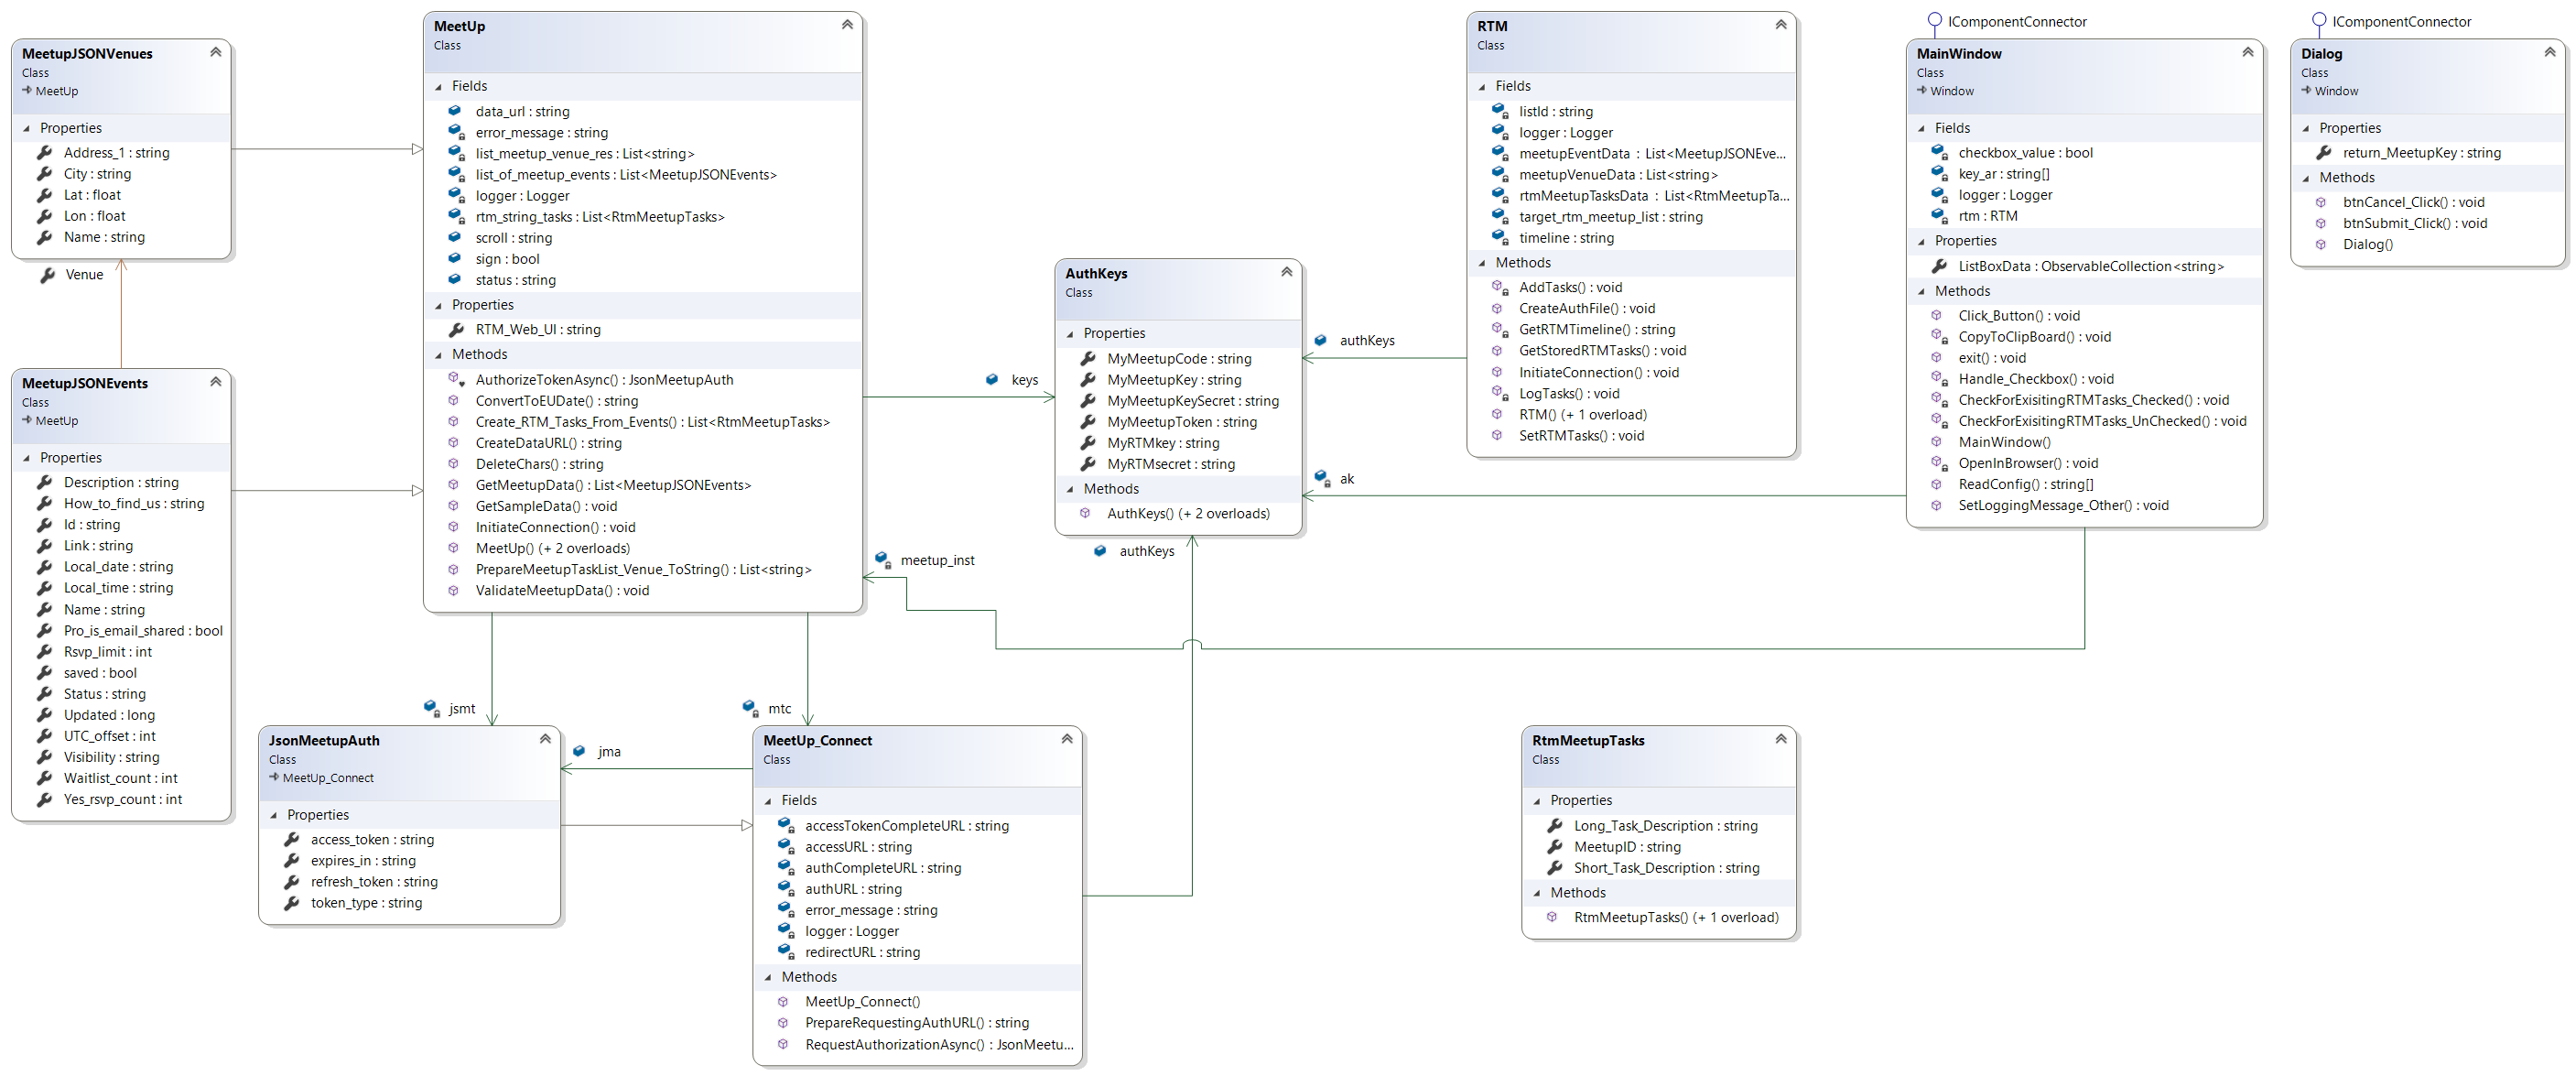 MeetupJSONVenues
Class
MeetUp
Properties
Address_1 : string
City : string
Lat : float
Lon : float
Name : string
Venue
MeetupJSONEvents
Class
MeetUp
Properties
Description : string
How_to_find_us : string
Id : string
Link : string
Local_date : string
Local_time : string
Name : string
Pro_is_email_shared : bool
Rsvp_limit : int
saved : bool
Status : string
Updated : long
UTC_offset : int
Visibility : string
Waitlist_count : int
Yes_rsvp_count : int
MeetUp
Class
Fields
data_url : string
error_message : string
list_meetup_venue_res : List<string>
list_of_meetup_events : List<MeetupJSONEvents>
logger : Logger
rtm_string_tasks : List<RtmMeetupTasks>
scroll : string
sign : bool
status : string
Properties
RTM_Web_UI : string
Methods
AuthorizeTokenAsync() : JsonMeetupAuth
ConvertToEUDate() : string
Create_RTM_Tasks_From_Events() : List<RtmMeetupTasks>
CreateDataURL() : string
DeleteChars() : string
GetMeetupData() : List<MeetupJSONEvents>
GetSampleData() : void
InitiateConnection() : void
MeetUp() (+ 2 overloads)
PrepareMeetupTaskList_Venue_ToString() : List<string>
ValidateMeetupData() : void
keys
meetup_inst
jsmt
mtc
JsonMeetupAuth
Class
MeetUp_Connect
Properties
access_token : string
expires_in : string
refresh_token : string
token_type : string
jma
MeetUp_Connect
Class
Fields
accessTokenCompleteURL : string
accessURL : string
authCompleteURL : string
authURL : string
error_message : string
logger : Logger
redirectURL : string
Methods
MeetUp_Connect()
PrepareRequestingAuthURL() : string
RequestAuthorizationAsync() : JsonMeetu...
AuthKeys
Class
Properties
MyMeetupCode : string
MyMeetupKey : string
MyMeetupKeySecret : string
MyMeetupToken : string
MyRTMkey : string
MyRTMsecret : string
Methods
AuthKeys() (+ 2 overloads)
authKeys
authKeys
ak
RTM
Class
Fields
listId : string
logger : Logger
meetupEventData : List<MeetupJSONEve...
meetupVenueData : List<string>
rtmMeetupTasksData : List<RtmMeetupTa...
target_rtm_meetup_list : string
timeline : string
Methods
AddTasks() : void
CreateAuthFile() : void
GetRTMTimeline() : string
GetStoredRTMTasks() : void
InitiateConnection() : void
LogTasks() : void
RTM() (+ 1 overload)
SetRTMTasks() : void
RtmMeetupTasks
Class
Properties
Long_Task_Description : string
MeetupID : string
Short_Task_Description : string
Methods
RtmMeetupTasks() (+ 1 overload)
IComponentConnector
MainWindow
Class
Window
Fields
checkbox_value : bool
key_ar : string[]
logger : Logger
rtm : RTM
Properties
ListBoxData : ObservableCollection<string>
Methods
Click_Button() : void
CopyToClipBoard() : void
exit() : void
Handle_Checkbox() : void
CheckForExisitingRTMTasks_Checked() : void
CheckForExisitingRTMTasks_UnChecked() : void
MainWindow()
OpenInBrowser() : void
ReadConfig() : string[]
SetLoggingMessage_Other() : void
IComponentConnector
Dialog
Class
Window
Properties
return_MeetupKey : string
Methods
btnCancel_Click() : void
btnSubmit_Click() : void
Dialog()